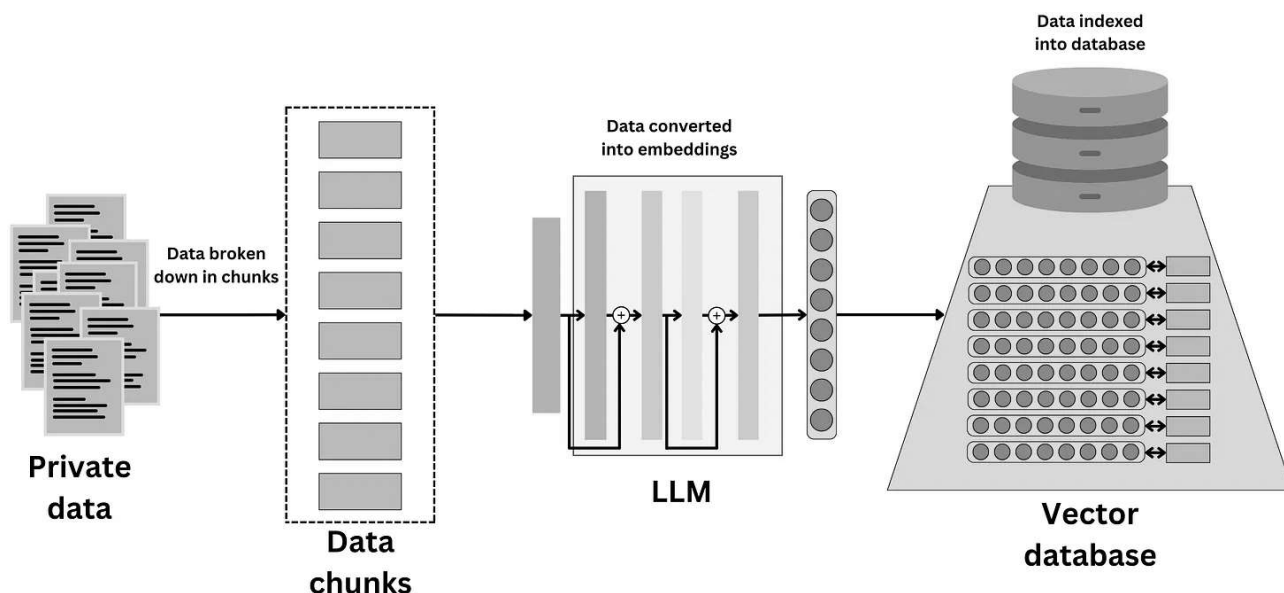 Data indexed
into database
Data converted
into embeddings
Data broken
down in chunks
Private
data
Data
chunks
LLM
Vector
database